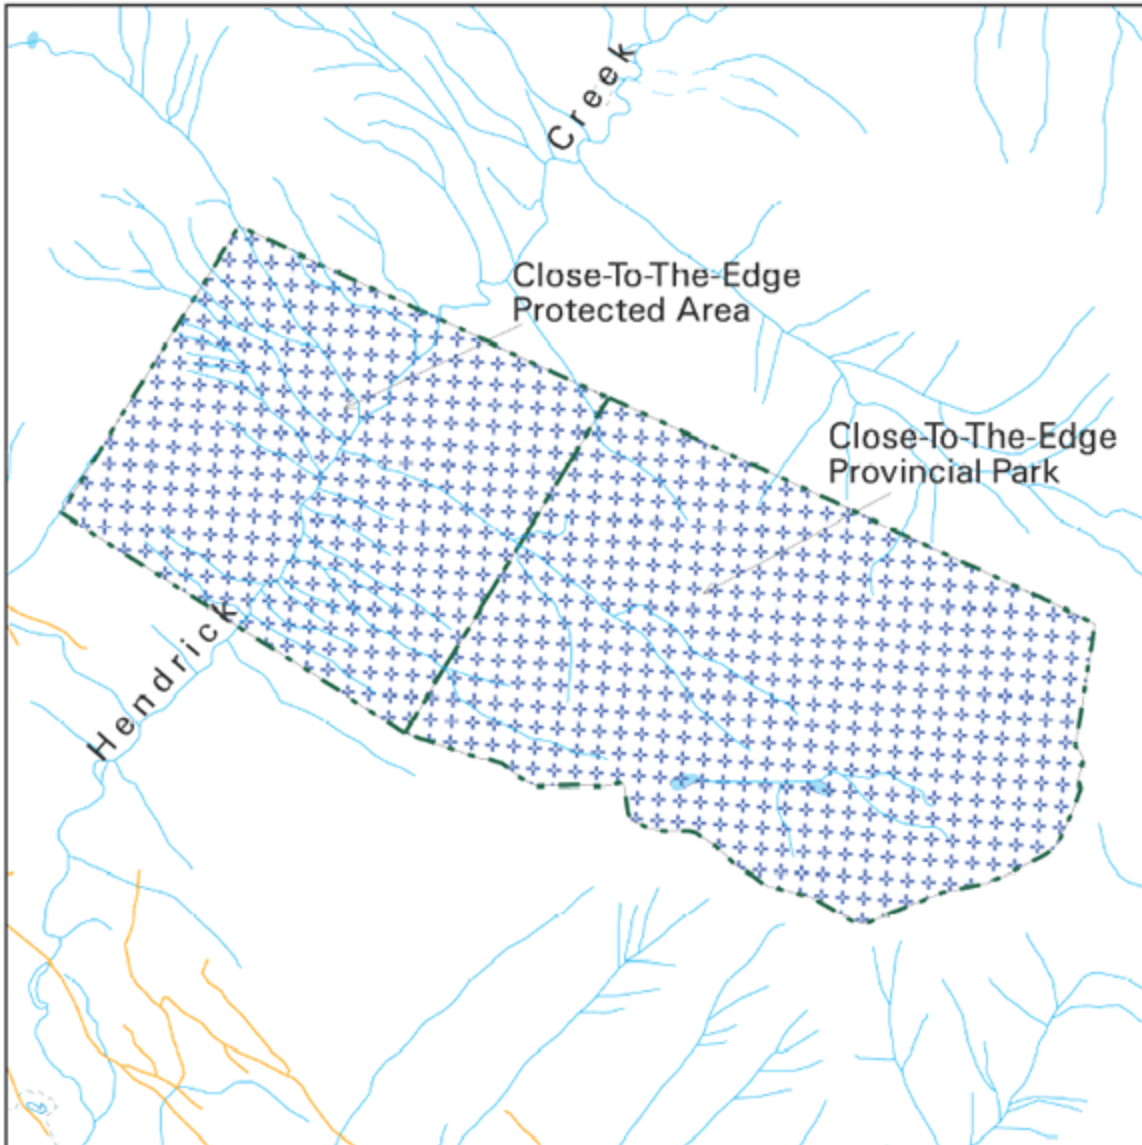 Creek
Close-To-The-Edge
Protected Area
Close-To-The-Edge
Provincial Park
Hendrick